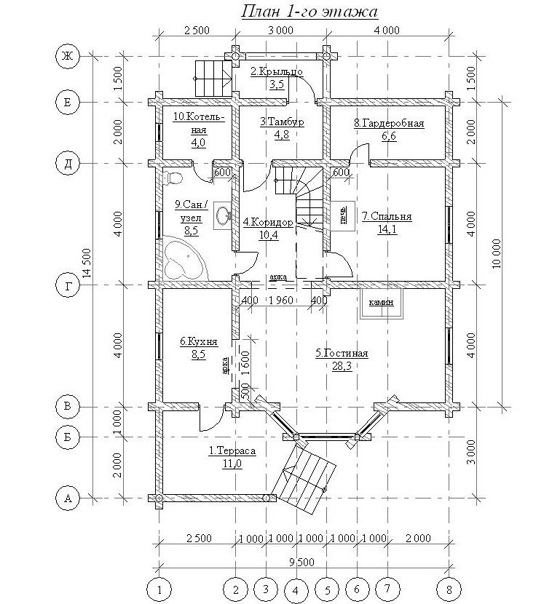 План 1-го этажа
2 500
3 000
4 000
Ж
1 500
2.Крыльцо
3,5
1 500
Е
10.Котель-
ная
4,0
3 Тамбур
4,8
8.Гардеробная
6,6
2 000
2 000
Д
600
600
9.Сан./
узел
8,5
4.Коридор
10,4
печь
7.Спальня
14,1
4 000
4 000
10 000
14 500
арка
Г
400
1 960
400
камин
6.Кухня
8,5
арка
1 600
500
5.Гостиная
28,3
4 000
4 000
В
1 000
Б
1.Терраса
11,0
2 000
3 000
А
2 500
1 000
1 000
1 000
1 000
1 000
2 000
9 500
1
2
3
4
5
6
7
8